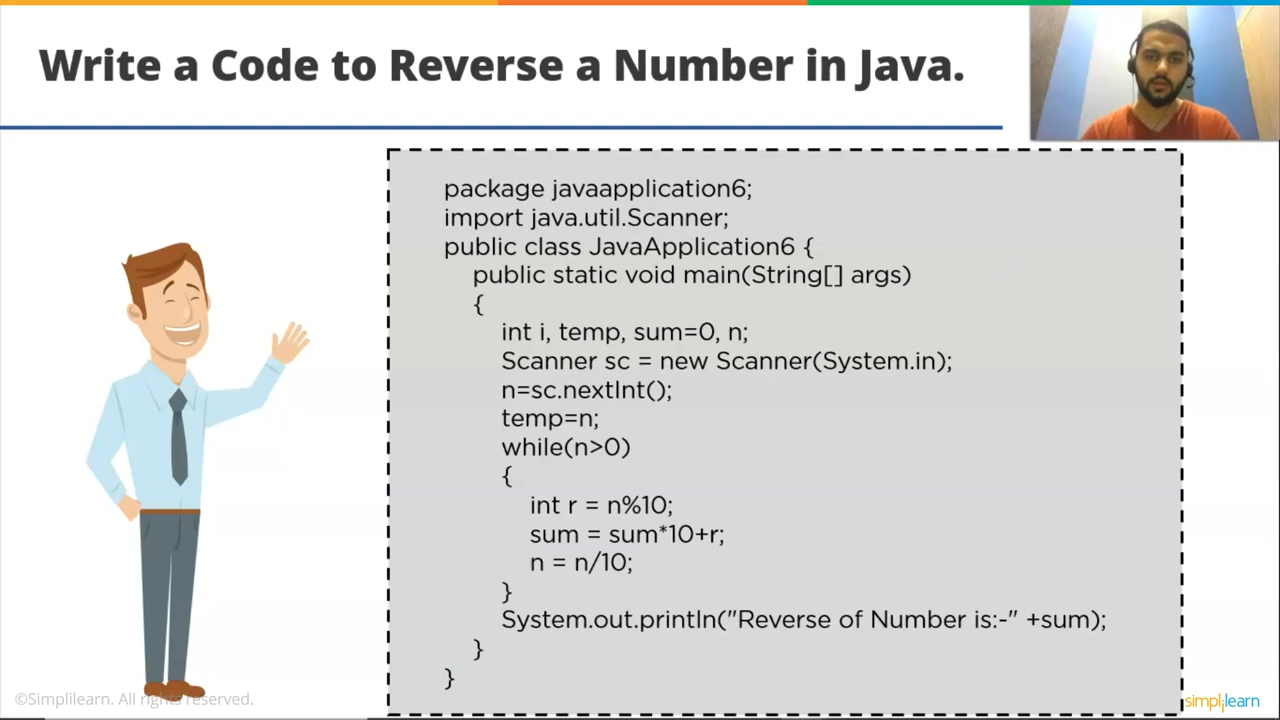 Write a Code to Reverse a Number in Java.
package javaapplication6;
import java.util.Scanner;
public class JavaApplication6 {
public static void main(String[] args)
{
int i, temp, sum=0, n;
Scanner sc = new Scanner(System.in);
n=sc.nextInt();
temp=n;
while(n>0)
{
int r = n%10;
sum = sum*10+r;
n = n/10;
}
System.out.println("Reverse of Number is:-" +sum);
}
}
©Simplilearn. All rights reserved.
simplilearn